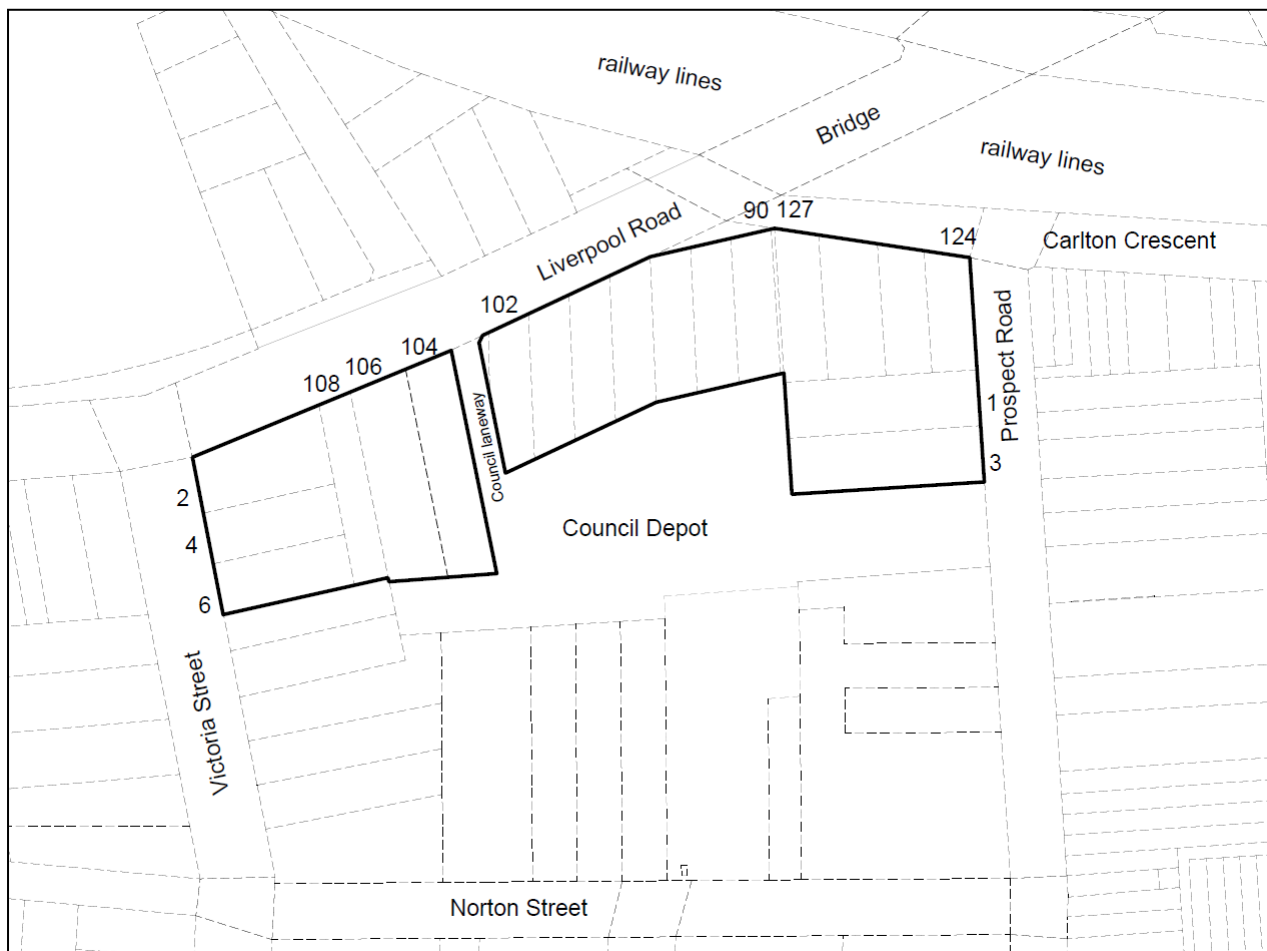 railway lines
Bridge
railway lines
90 127
Liverpool Road
124
Carlton Crescent
102
104
106
108
Council laneway
Prospect Road
1
3
2
4
6
Council Depot
Victoria Street
Norton Street